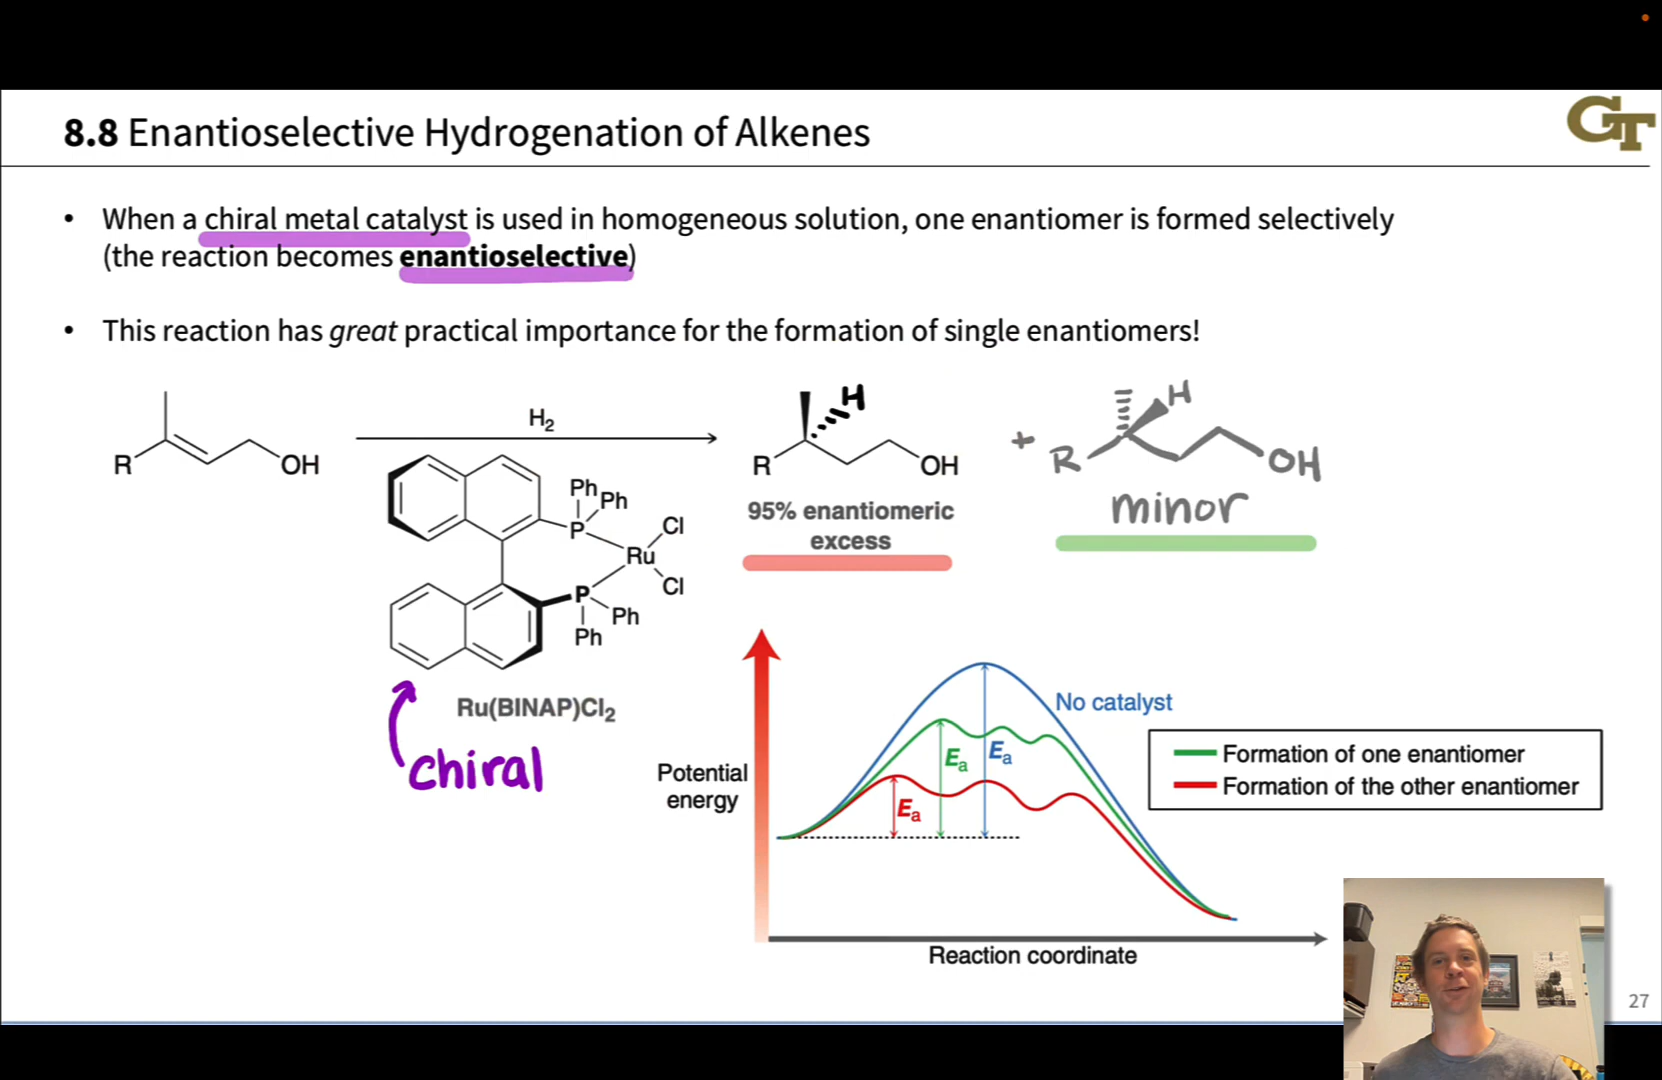 8.8 Enantioselective Hydrogenation of Alkenes
GT
• When a chiral metal catalyst is used in homogeneous solution, one enantiomer is formed selectively
(the reaction becomes enantioselective)
• This reaction has great practical importance for the formation of single enantiomers!
R OH
H₂
Ph Ph
P
Cl
Ru
Cl
P
Ph
Ph
Ru(BINAP)Cl₂
chiral
H
R OH
95% enantiomeric
excess
+
H
R OH
minor
Potential
energy
No catalyst
Eₐ
Eₐ
Eₐ
Formation of one enantiomer
Formation of the other enantiomer
Reaction coordinate
27